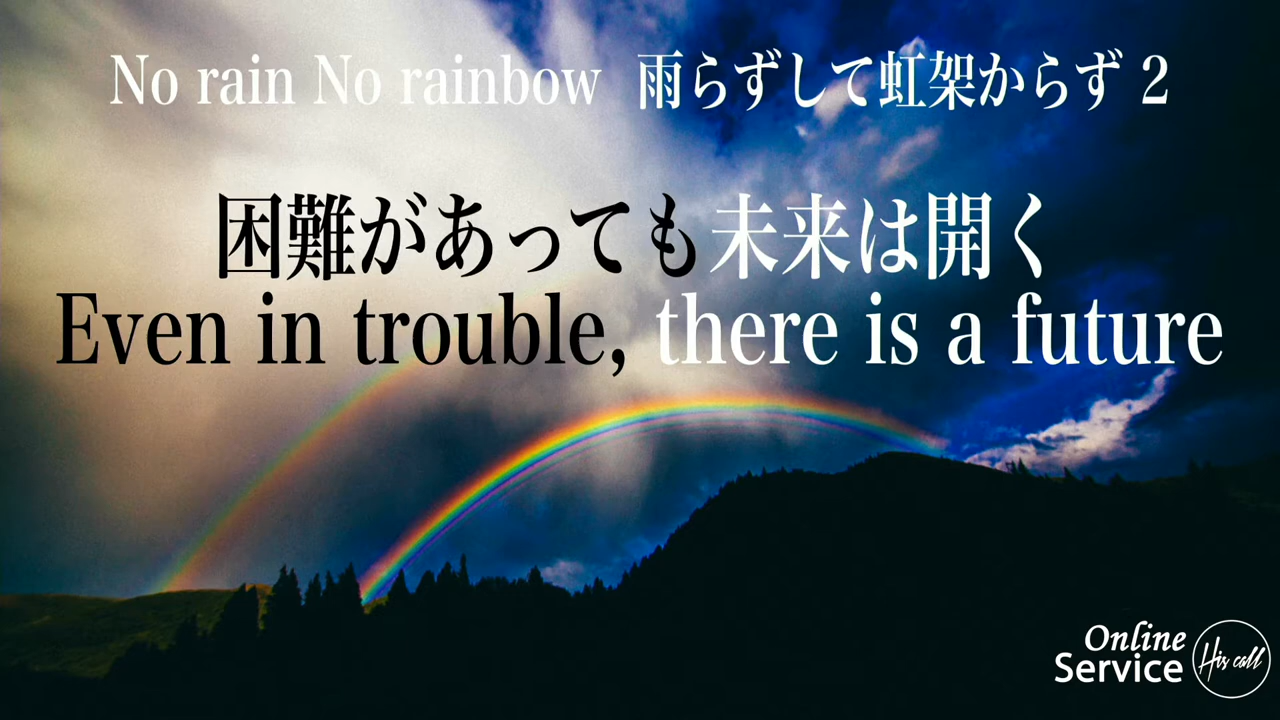 No rain No rainbow 雨らずして虹架からず 2
困難があっても未来は開く
Even in trouble, there is a future
Online
Service
His call